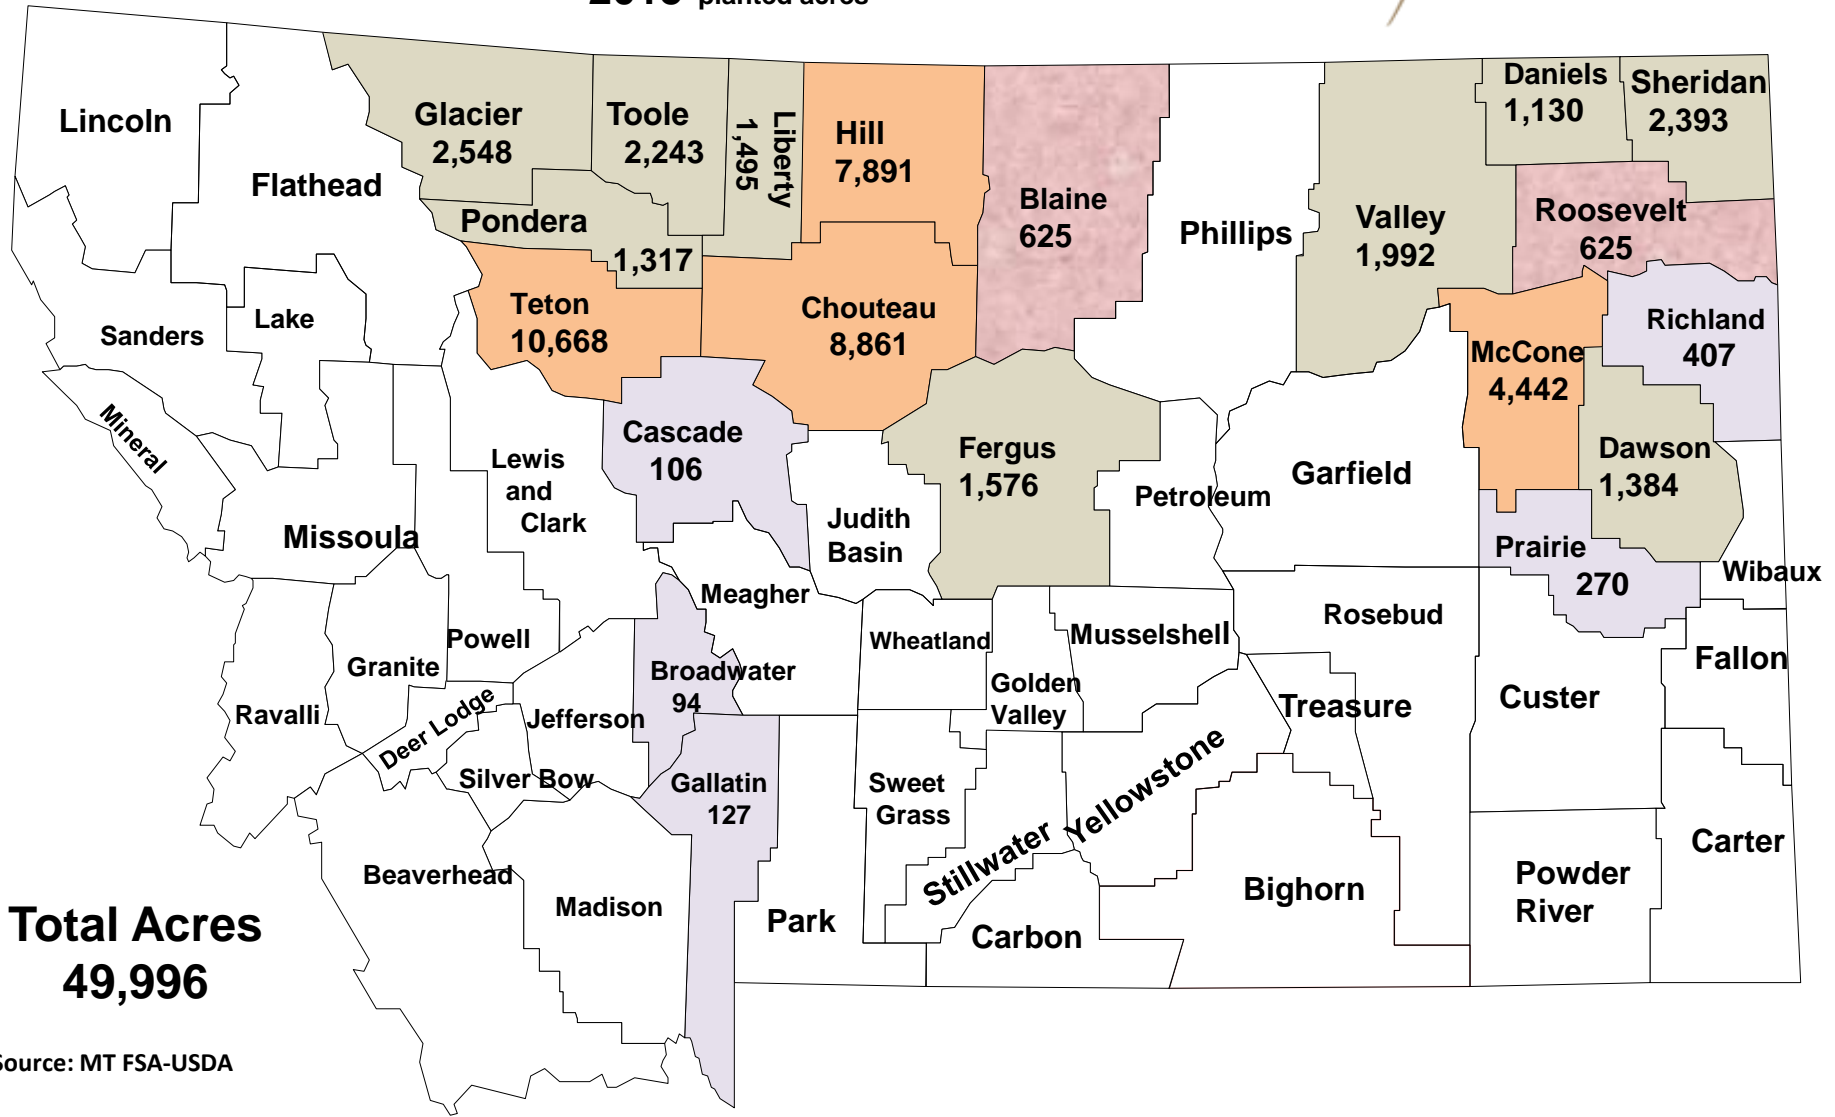 planted acres
Lincoln
Flathead
Glacier
2,548
Toole
2,243
Liberty
1,495
Hill
7,891
Blaine
625
Phillips
Valley
1,992
Daniels
1,130
Sheridan
2,393
Roosevelt
625
Pondera
1,317
Teton
10,668
Chouteau
8,861
Sanders
Lake
McCone
4,442
Richland
407
Mineral
Cascade
106
Fergus
1,576
Dawson
1,384
Lewis
and
Clark
Judith
Basin
Petroleum
Garfield
Missoula
Prairie
270
Wibaux
Meagher
Powell
Granite
Wheatland
Musselshell
Rosebud
Fallon
Broadwater
94
Golden
Valley
Ravalli
Deer Lodge
Jefferson
Treasure
Custer
Silver Bow
Gallatin
127
Sweet
Grass
Stillwater
Yellowstone
Beaverhead
Madison
Park
Carbon
Bighorn
Powder
River
Carter
Total Acres
49,996
Source: MT FSA-USDA